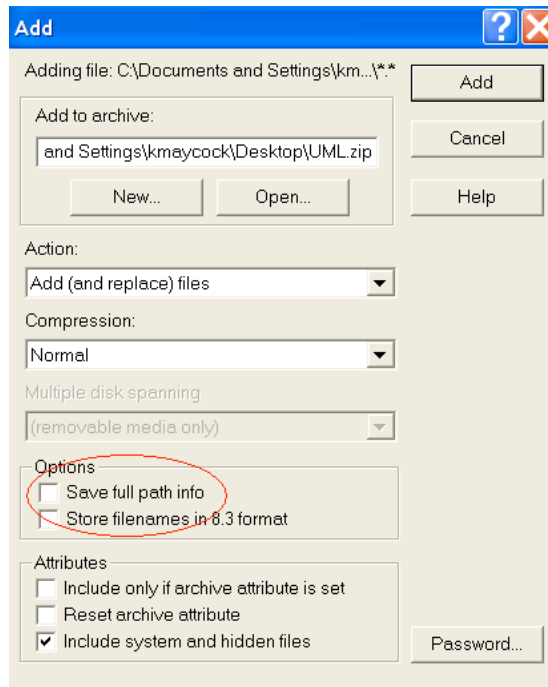 Add
Adding file: C:\Documents and Settings\km...\*.*
Add
Add to archive:
and Settings\kmaycock\Desktop\UML.zip
Cancel
New...
Open...
Help
Action:
Add (and replace) files
Compression:
Normal
Multiple disk spanning
(removable media only)
Options
Save full path info
Store filenames in 8.3 format
Attributes
Include only if archive attribute is set
Reset archive attribute
Include system and hidden files
Password...